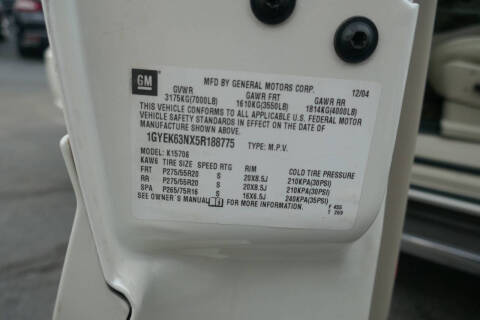 GM
MFD BY GENERAL MOTORS CORP. 12/04
GVWR GAWR FRT GAWR RR
3175KG(7000LB) 1610KG(3550LB) 1814KG(4000LB)
THIS VEHICLE CONFORMS TO ALL APPLICABLE U.S. FEDERAL MOTOR
VEHICLE SAFETY STANDARDS IN EFFECT ON THE DATE OF
MANUFACTURE SHOWN ABOVE.
1GYEK63NX5R188775 TYPE: M.P.V.
MODEL: K15706
KAW6 TIRE SIZE SPEED RTG RIM COLD TIRE PRESSURE
FRT P275/55R20 S 20X8.5J 210KPA(30PSI)
RR P275/55R20 S 20X8.5J 210KPA(30PSI)
SPA P265/75R16 S 16X6.5J 240KPA(35PSI)
SEE OWNER'S MANUAL FOR MORE INFORMATION.
F 455
T 269